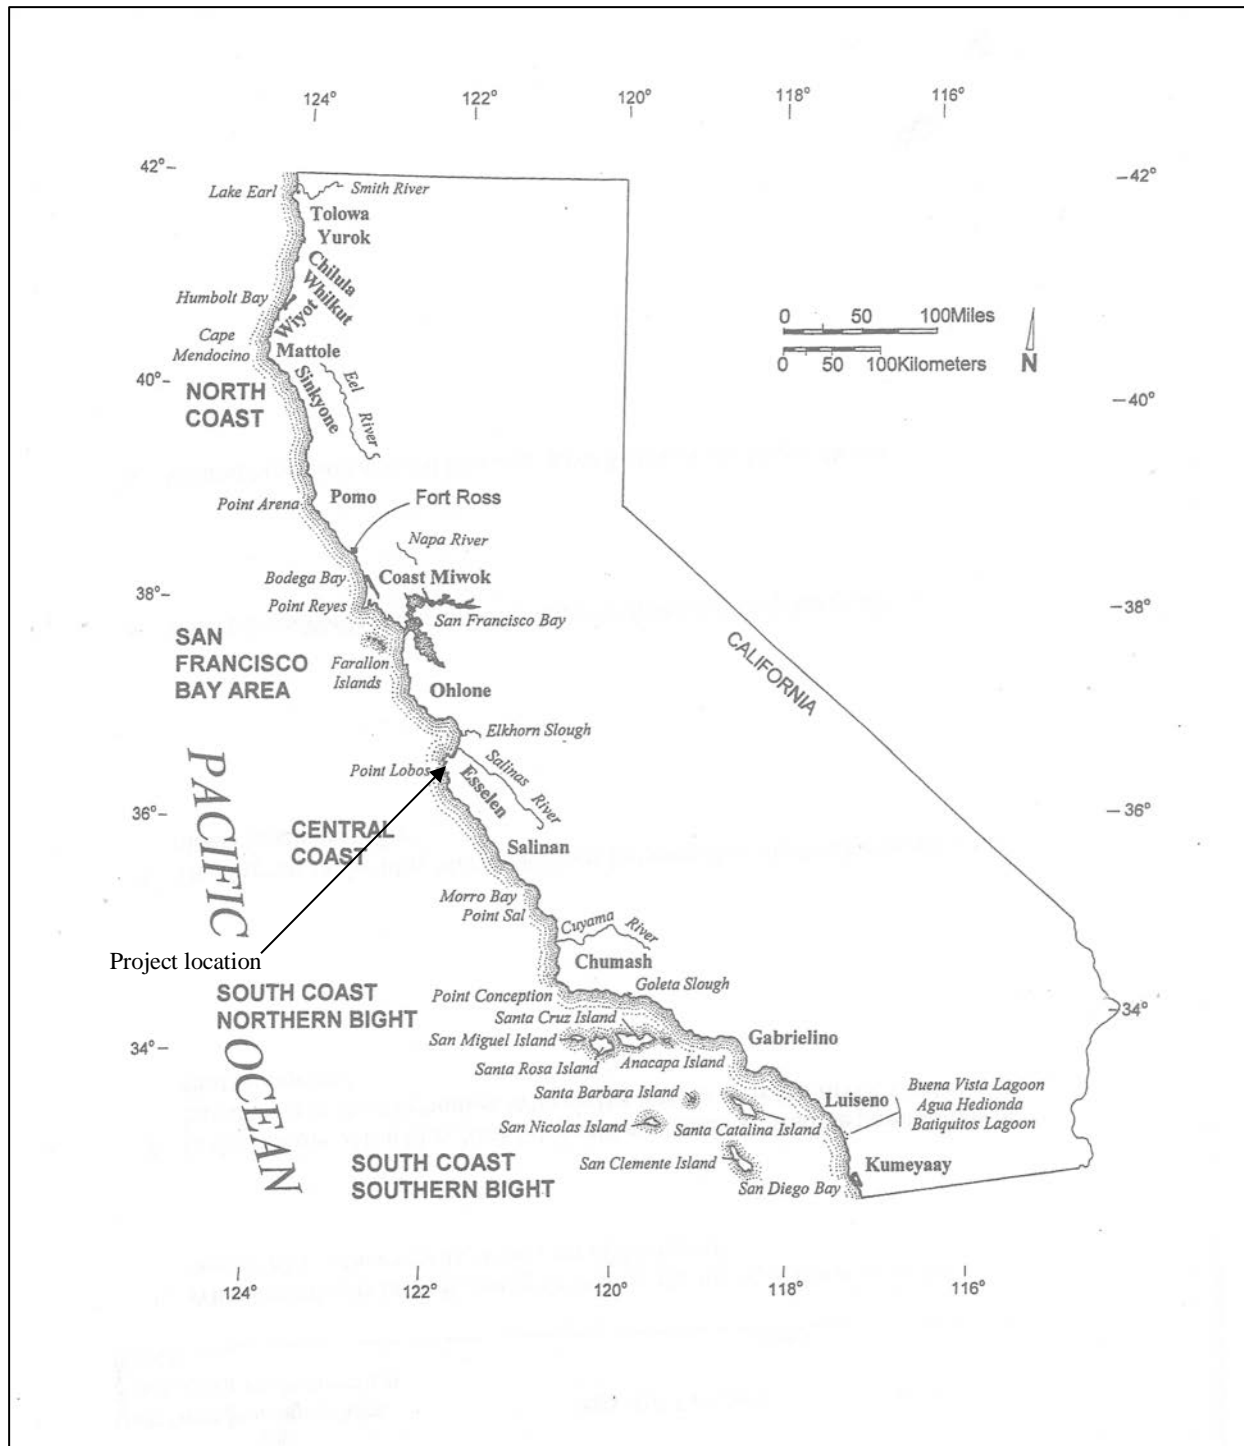 124°
122°
120°
118°
116°
42°
42°
Lake Earl
Smith River
Tolowa
Yurok
Chilula
Whilkut
Humbolt Bay
Wiyot
Cape
Mendocino
Mattole
0 50 100Miles
0 50 100Kilometers
N
40°
40°
Sinkyone
Eel
River
NORTH
COAST
Point Arena
Pomo
Fort Ross
Napa River
Bodega Bay
Coast Miwok
38°
38°
Point Reyes
San Francisco Bay
SAN
FRANCISCO
BAY AREA
Farallon
Islands
CALIFORNIA
Ohlone
Elkhorn Slough
Point Lobos
Salinas
River
Esselen
36°
36°
PACIFIC
OCEAN
CENTRAL
COAST
Salinan
Morro Bay
Point Sal
Cuyama
River
Project location
Chumash
Goleta Slough
Point Conception
SOUTH COAST
NORTHERN BIGHT
34°
34°
Santa Cruz Island
San Miguel Island
Gabrielino
Santa Rosa Island
Anacapa Island
Santa Barbara Island
Luiseno
Buena Vista Lagoon
Agua Hedionda
Batiquitos Lagoon
San Nicolas Island
Santa Catalina Island
SOUTH COAST
SOUTHERN BIGHT
San Clemente Island
Kumeyaay
San Diego Bay
124°
122°
120°
118°
116°